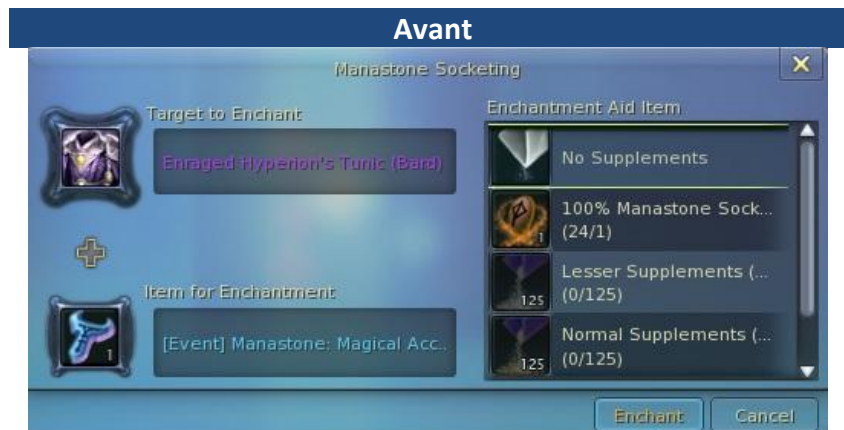 Avant
Manastone Socketing
Target to Enchant
Enraged Hyperion's Tunic (Bard)
Item for Enchantment
1
[Event] Manastone: Magical Acc..
Enchantment Aid Item
No Supplements
1
100% Manastone Sock...
(24/1)
125
Lesser Supplements (...
(0/125)
125
Normal Supplements (...
(0/125)
Enchant
Cancel